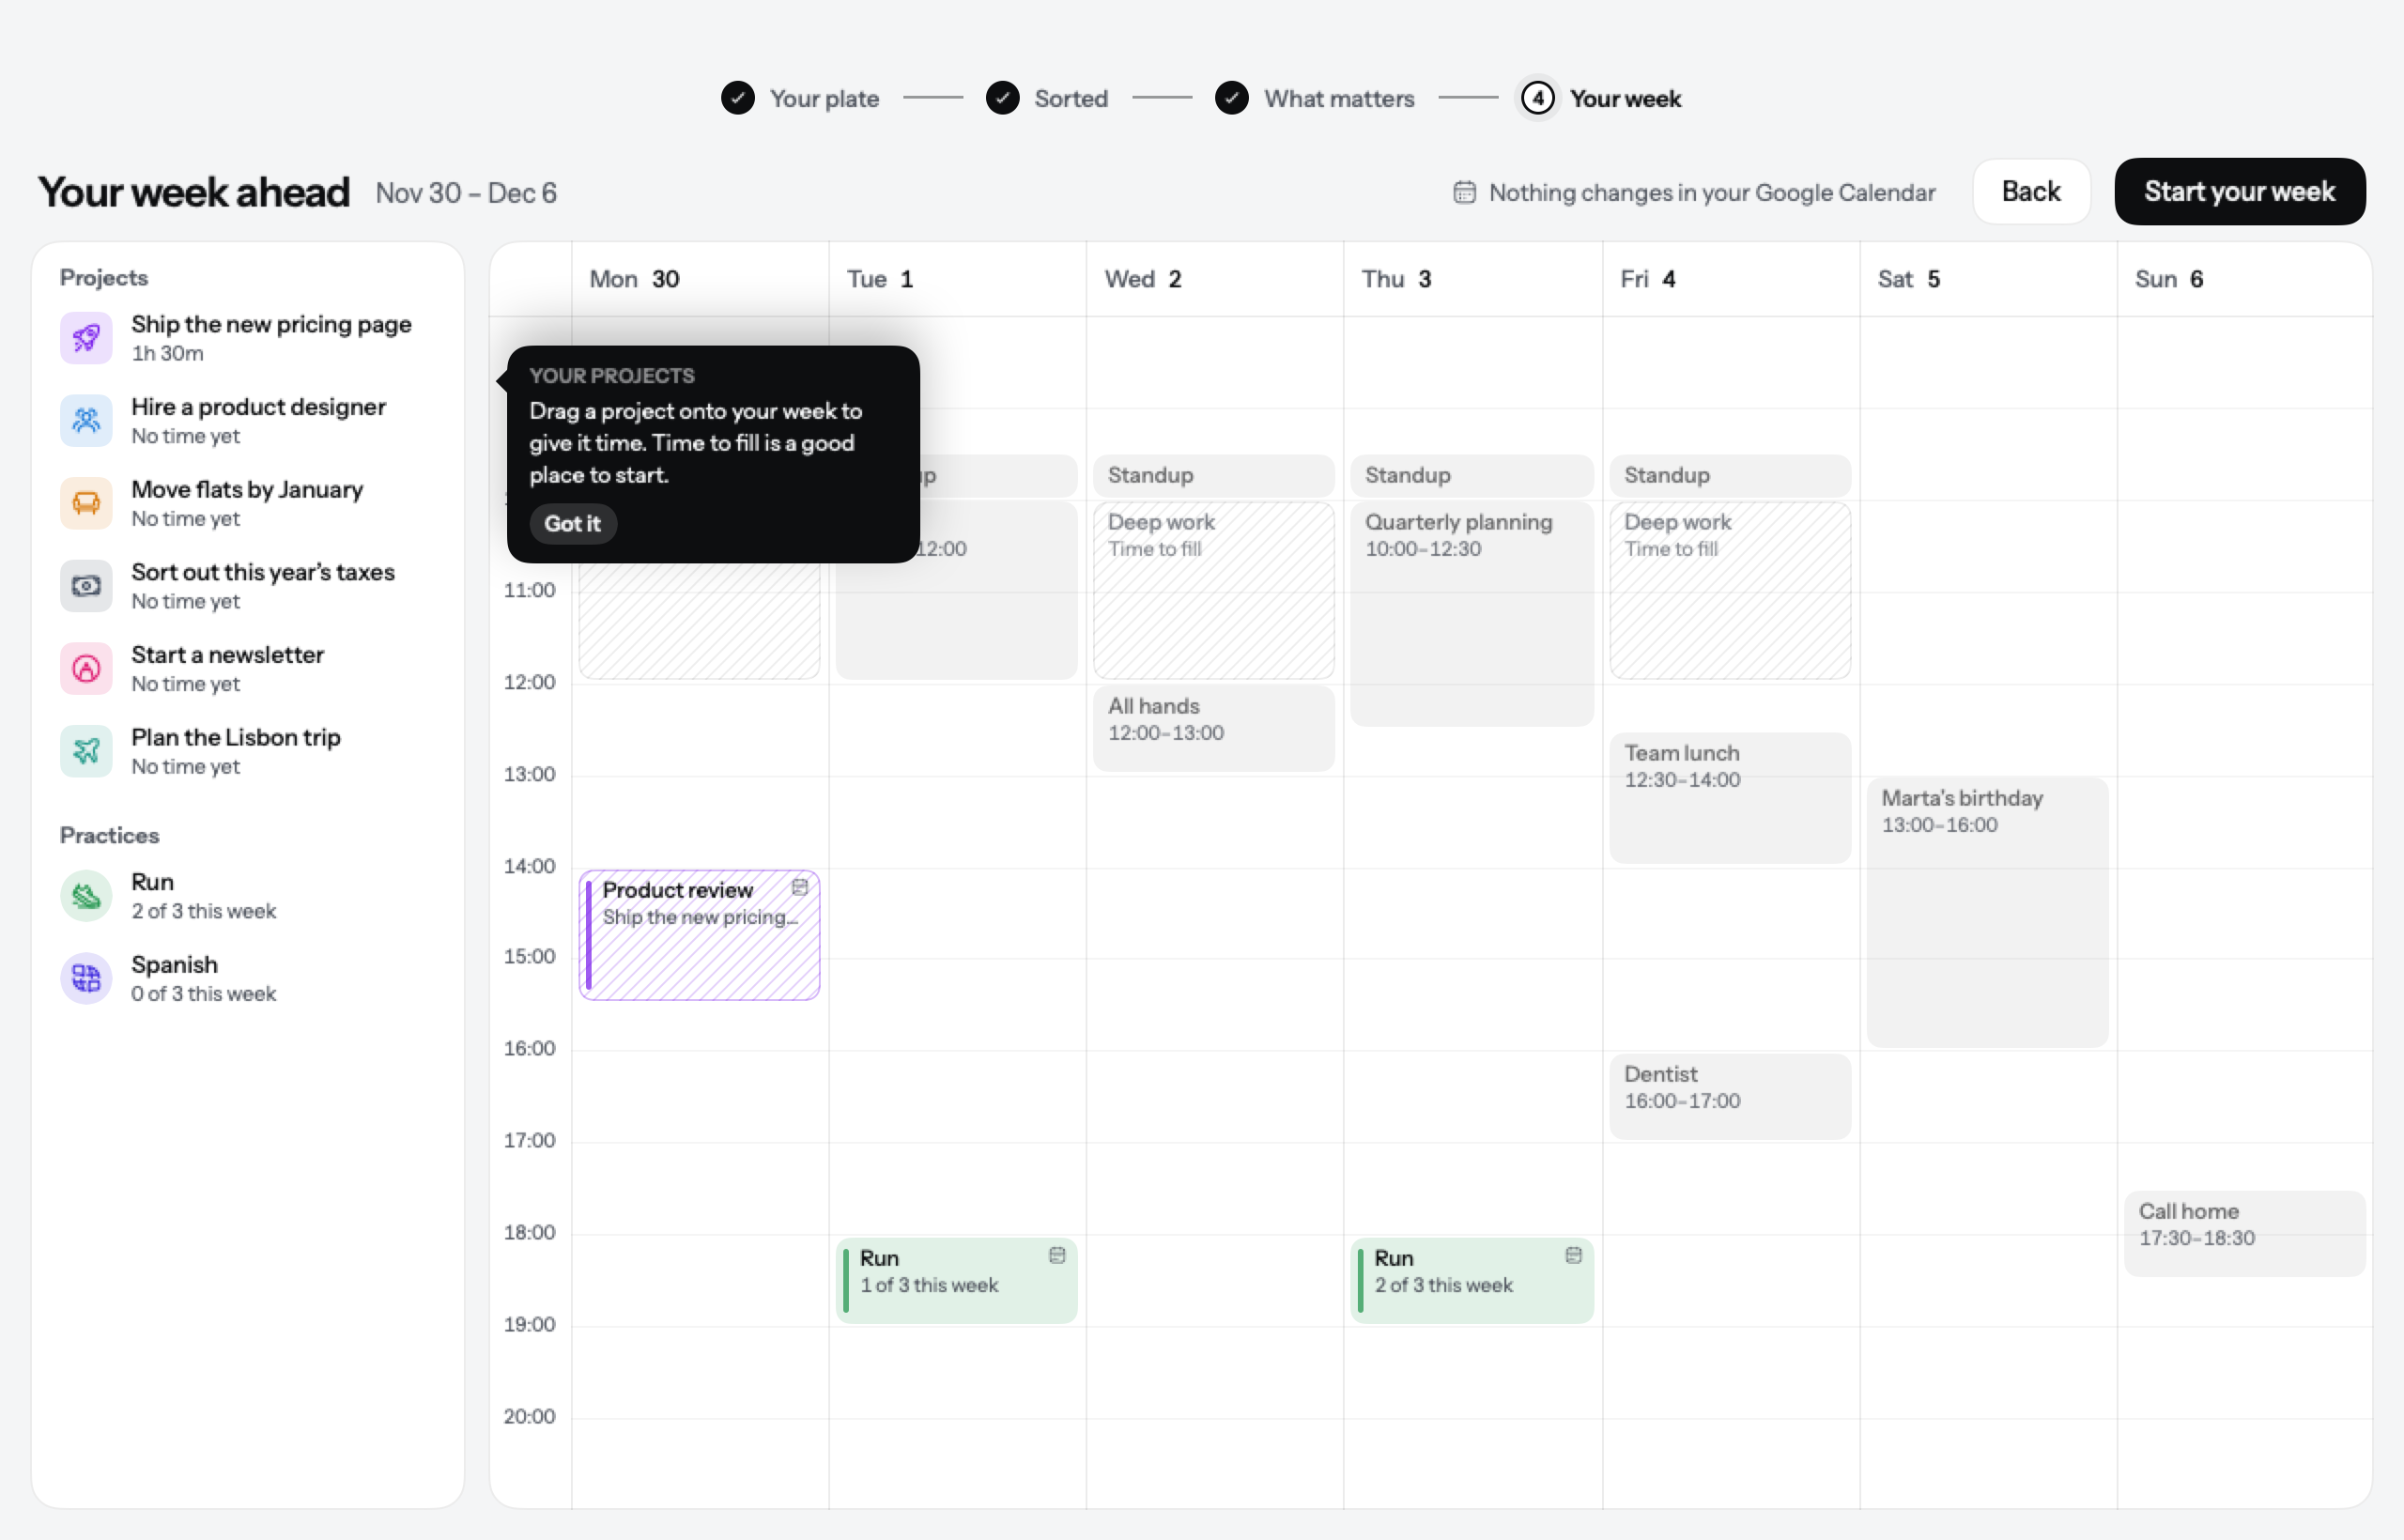 Your plate
Sorted
What matters
4 Your week
Your week ahead Nov 30 – Dec 6
Nothing changes in your Google Calendar
Back
Start your week
Projects
Ship the new pricing page
1h 30m
Hire a product designer
No time yet
Move flats by January
No time yet
Sort out this year’s taxes
No time yet
Start a newsletter
No time yet
Plan the Lisbon trip
No time yet
Practices
Run
2 of 3 this week
Spanish
0 of 3 this week
Mon 30
Tue 1
Wed 2
Thu 3
Fri 4
Sat 5
Sun 6
YOUR PROJECTS
Drag a project onto your week to
give it time. Time to fill is a good
place to start.
Got it
11:00
12:00
13:00
14:00
15:00
16:00
17:00
18:00
19:00
20:00
Product review
Ship the new pricing...
12:00
Run
1 of 3 this week
Standup
Deep work
Time to fill
All hands
12:00–13:00
Standup
Quarterly planning
10:00–12:30
Run
2 of 3 this week
Standup
Deep work
Time to fill
Team lunch
12:30–14:00
Dentist
16:00–17:00
Marta’s birthday
13:00–16:00
Call home
17:30–18:30